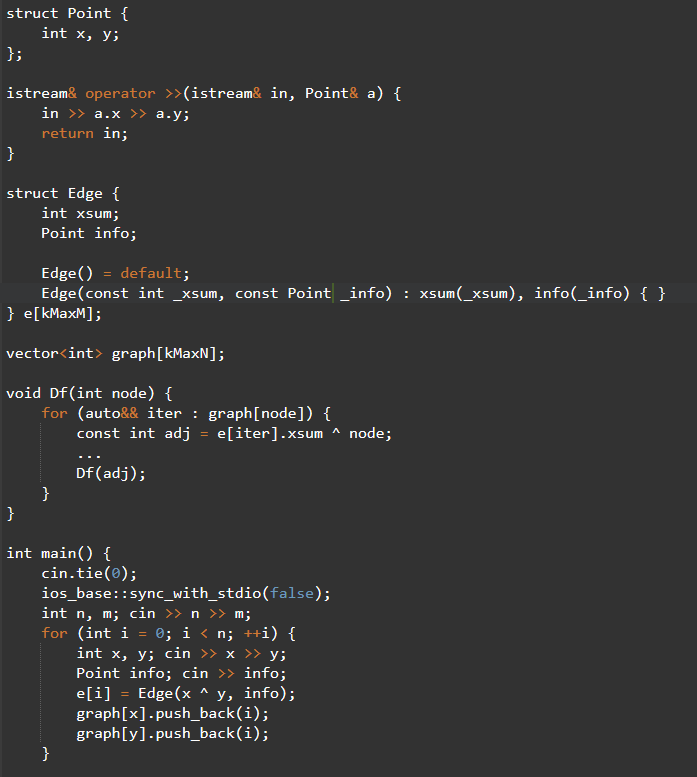 struct Point {
    int x, y;
};

istream& operator >>(istream& in, Point& a) {
    in >> a.x >> a.y;
    return in;
}

struct Edge {
    int xsum;
    Point info;

    Edge() = default;
    Edge(const int _xsum, const Point _info) : xsum(_xsum), info(_info) { }
} e[kMaxM];

vector<int> graph[kMaxN];

void Df(int node) {
    for (auto&& iter : graph[node]) {
        const int adj = e[iter].xsum ^ node;
        ...
        Df(adj);
    }
}

int main() {
    cin.tie(0);
    ios_base::sync_with_stdio(false);
    int n, m; cin >> n >> m;
    for (int i = 0; i < n; ++i) {
        int x, y; cin >> x >> y;
        Point info; cin >> info;
        e[i] = Edge(x ^ y, info);
        graph[x].push_back(i);
        graph[y].push_back(i);
    }